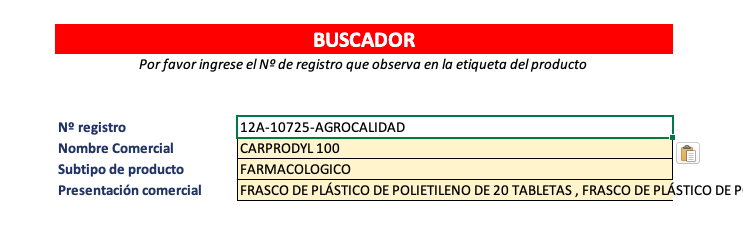 BUSCADOR
Por favor ingrese el Nº de registro que observa en la etiqueta del producto
Nº registro 12A-10725-AGROCALIDAD
Nombre Comercial CARPRODYL 100
Subtipo de producto FARMACOLOGICO
Presentación comercial FRASCO DE PLÁSTICO DE POLIETILENO DE 20 TABLETAS , FRASCO DE PLÁSTICO DE